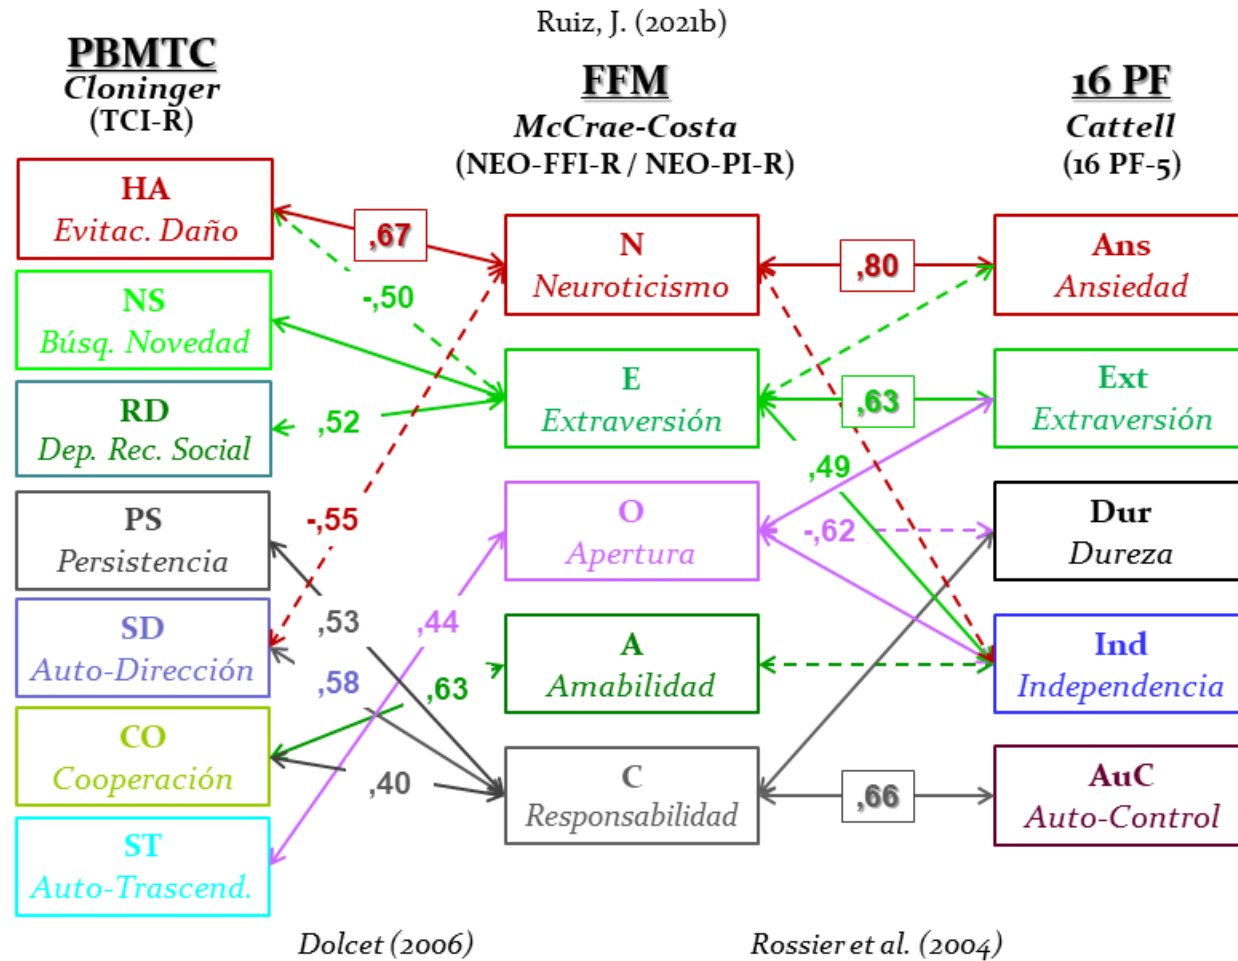 Ruiz, J. (2021b)
PBMTC
Cloninger
(TCI-R)
FFM
McCrae-Costa
(NEO-FFI-R / NEO-PI-R)
16 PF
Cattell
(16 PF-5)
HA
Evitac. Daño
NS
Búsq. Novedad
RD
Dep. Rec. Social
PS
Persistencia
SD
Auto-Dirección
CO
Cooperación
ST
Auto-Trascend.
,67
-,50
,52
-,55
,53
,44
,58
,63
,40
N
Neuroticismo
E
Extraversión
O
Apertura
A
Amabilidad
C
Responsabilidad
,80
,63
,49
-,62
,66
Ans
Ansiedad
Ext
Extraversión
Dur
Dureza
Ind
Independencia
AuC
Auto-Control
Dolcet (2006)
Rossier et al. (2004)